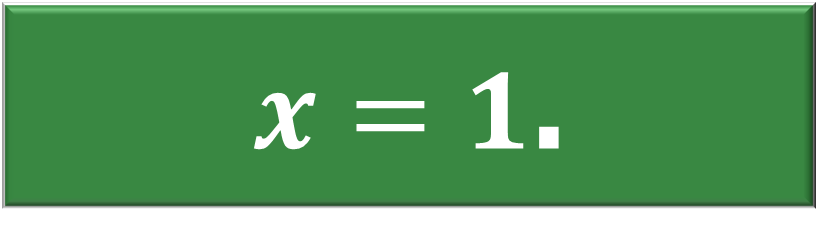 x = 1.